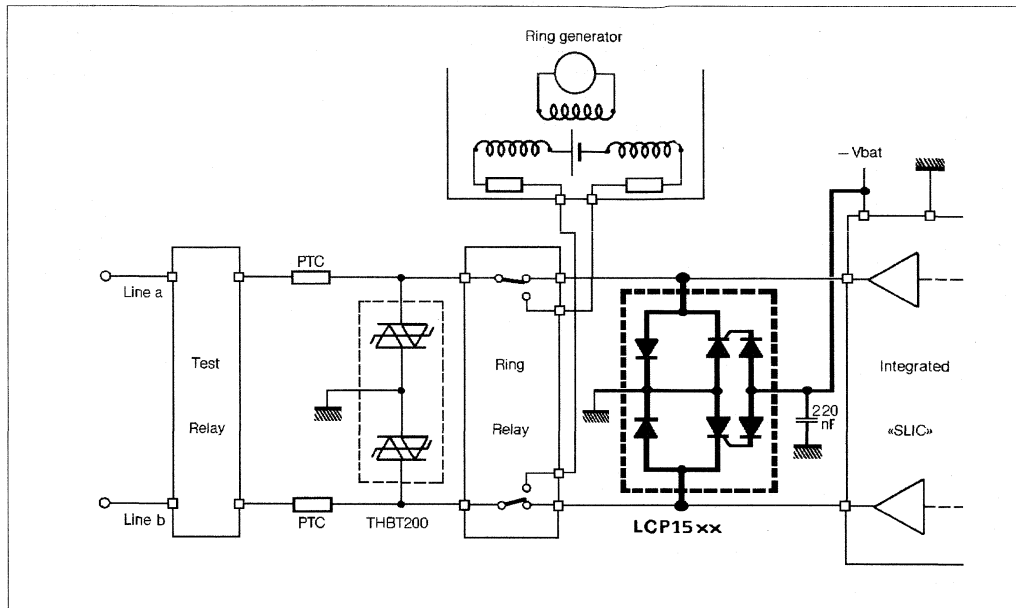 Ring generator
− Vbat
PTC
Line a
Test
Relay
Ring
Relay
Integrated
«SLIC»
220
nF
Line b
PTC
THBT200
LCP15xx